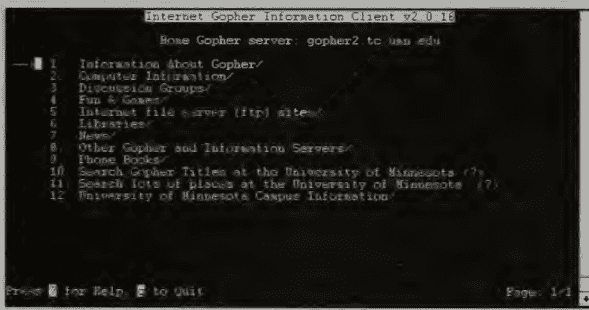 Internet Gopher Information Client v2.0.16
Home Gopher server: gopher2.tc.umn.edu
1. Information About Gopher/
2. Computer Information/
3. Discussion Groups/
4. Fun & Games/
5. Internet file server (ftp) sites/
6. Libraries/
7. News/
8. Other Gopher and Information Servers/
9. Phone Books/
10. Search Gopher Titles at the University of Minnesota <?>
11. Search lots of places at the University of Minnesota <?>
12. University of Minnesota Campus Information/
Press ? for Help, q to Quit
Page: 1/1